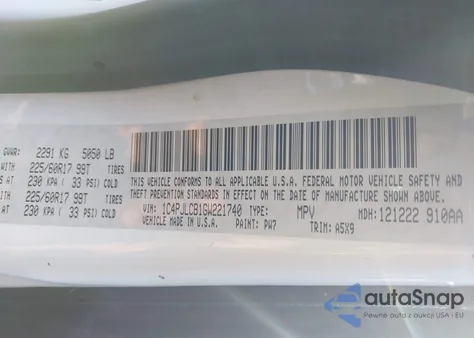 GVWR: 2291 KG 5050 LB
WITH 225/60R17 99T TIRES
S AT 230 KPA ( 33 PSI) COLD
WITH 225/60R17 99T TIRES
AT 230 KPA ( 33 PSI) COLD
THIS VEHICLE CONFORMS TO ALL APPLICABLE U.S.A. FEDERAL MOTOR VEHICLE SAFETY AND
THEFT PREVENTION STANDARDS IN EFFECT ON THE DATE OF MANUFACTURE SHOWN ABOVE.
VIN: 1C4PJLCB1GW221740 TYPE: MPV MDH: 121222 910AA
VEHICLE MADE IN U.S.A. PAINT: PW7 TRIM: A5X9
autoSnap
Pewne auto z aukcji USA - EU